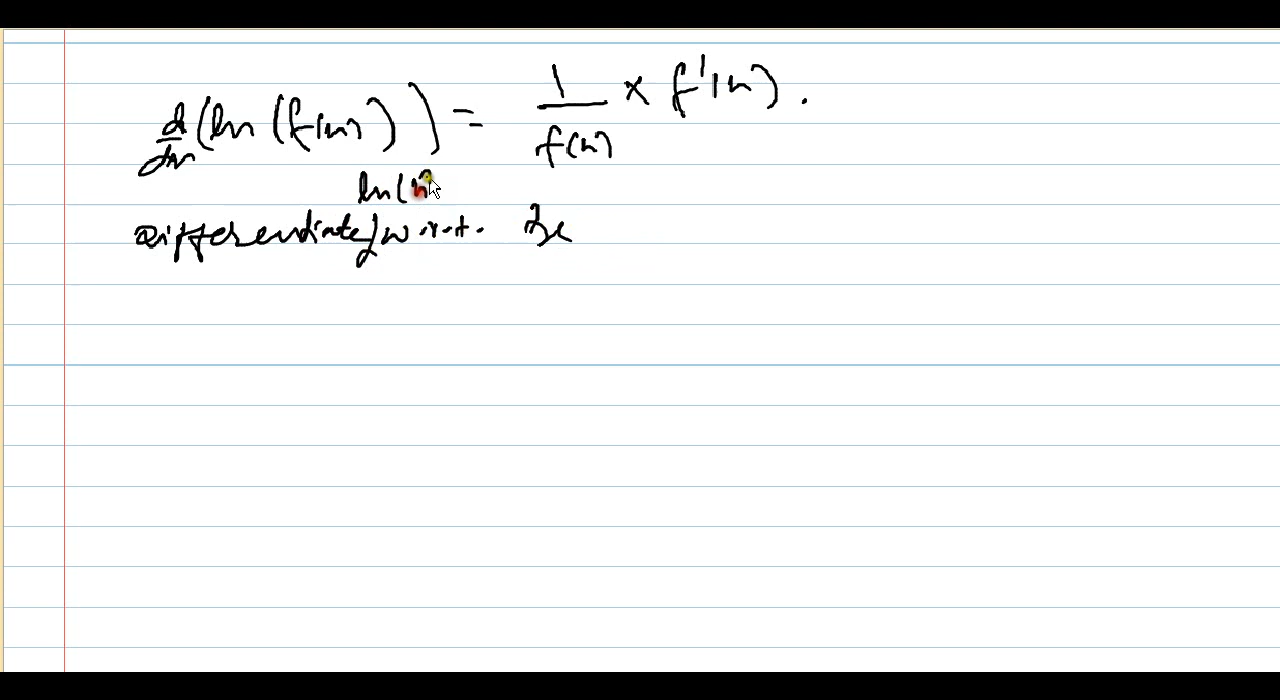 d/dx (ln (f(x))) = 1/f(x) × f'(x).
ln(x
Differentiate w.r.t. x